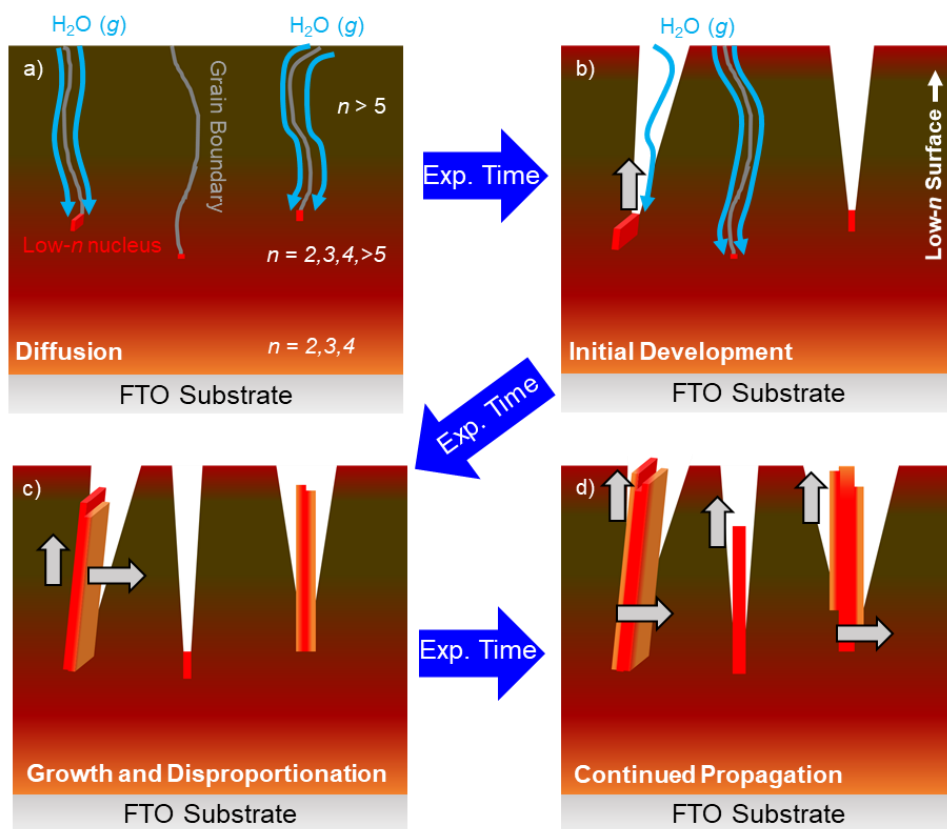 H₂O (g)
H₂O (g)
a)
Grain Boundary
n > 5
Low-n nucleus
n = 2,3,4,>5
n = 2,3,4
Diffusion
FTO Substrate
Exp. Time
H₂O (g)
b)
Low-n Surface →
Initial Development
FTO Substrate
Exp. Time
c)
Growth and Disproportionation
FTO Substrate
Exp. Time
d)
Continued Propagation
FTO Substrate